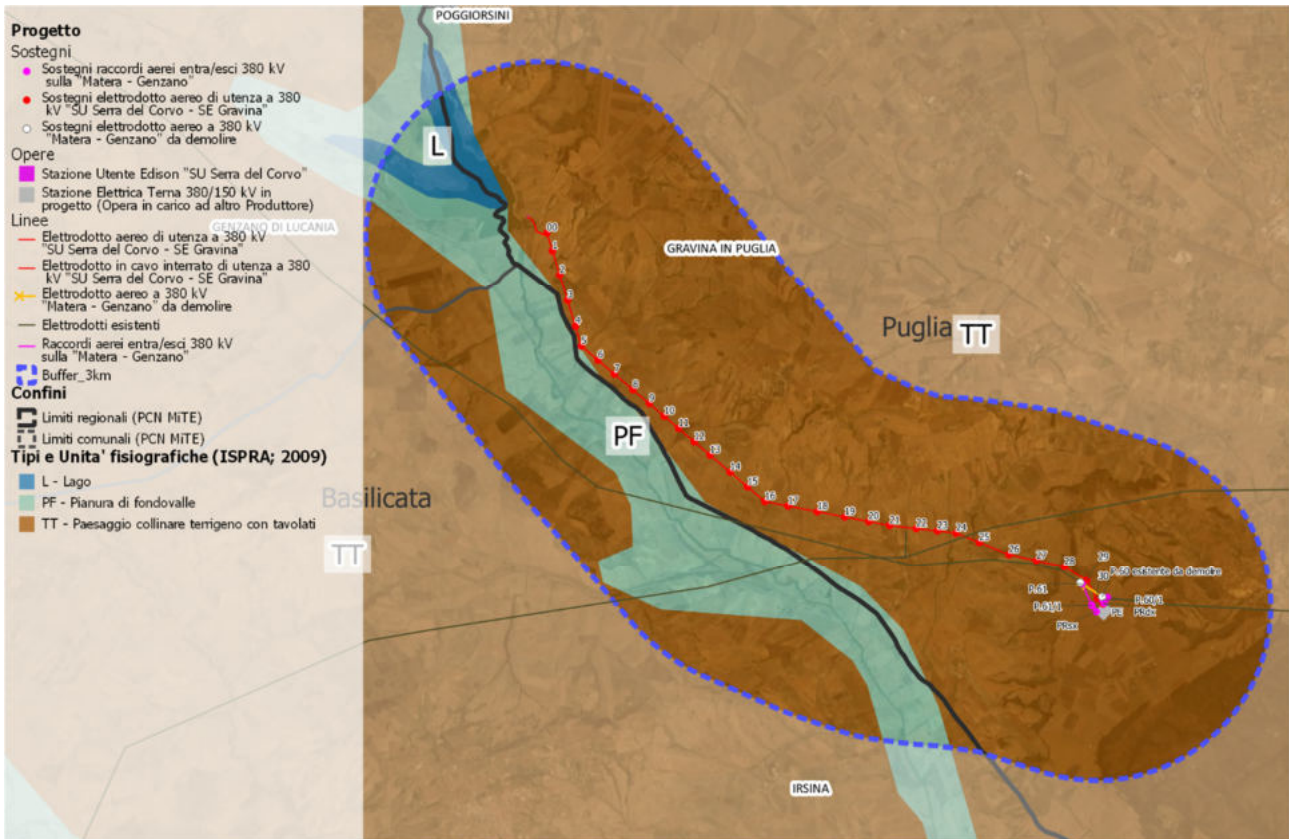 Progetto
Sostegni
Sostegni raccordi aerei entra/esci 380 kV
sulla "Matera - Genzano"
Sostegni elettrodotto aereo di utenza a 380
kV "SU Serra del Corvo - SE Gravina"
Sostegni elettrodotto aereo a 380 kV
"Matera - Genzano" da demolire
Opere
Stazione Utente Edison "SU Serra del Corvo"
Stazione Elettrica Terna 380/150 kV in
progetto (Opera in carico ad altro Produttore)
Linee
Elettrodotto aereo di utenza a 380 kV
"SU Serra del Corvo - SE Gravina"
Elettrodotto in cavo interrato di utenza a 380
kV "SU Serra del Corvo - SE Gravina"
Elettrodotto aereo a 380 kV
"Matera - Genzano" da demolire
Elettrodotti esistenti
Raccordi aerei entra/esci 380 kV
sulla "Matera - Genzano"
Buffer_3km
Confini
Limiti regionali (PCN MiTE)
Limiti comunali (PCN MiTE)
Tipi e Unita' fisiografiche (ISPRA; 2009)
L - Lago
PF - Pianura di fondovalle
TT - Paesaggio collinare terrigeno con tavolati
POGGIORSINI
L
GENZANO DI LUCANIA
GRAVINA IN PUGLIA
Puglia
TT
PF
Basilicata
TT
IRSINA
00
1
2
3
4
5
6
7
8
9
10
11
12
13
14
15
16
17
18
19
20
21
22
23
24
25
26
27
28
29
P.60 esistente da demolire
30
P.61
P.60/1
P.61/1
PE
PRdx
PRsx